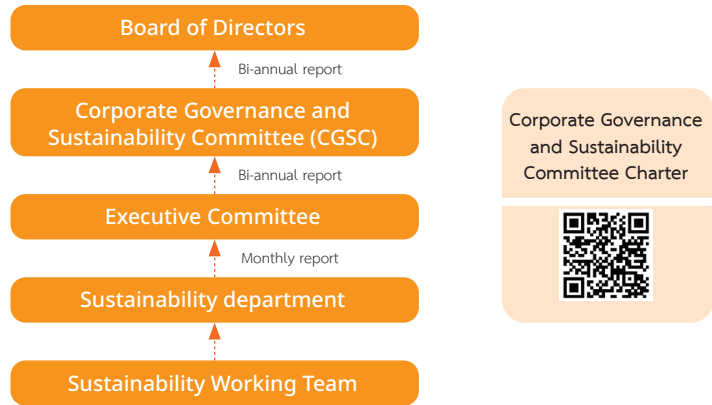 Board of Directors
Bi-annual report
Corporate Governance and
Sustainability Committee (CGSC)
Bi-annual report
Executive Committee
Monthly report
Sustainability department
Sustainability Working Team
Corporate Governance
and Sustainability
Committee Charter